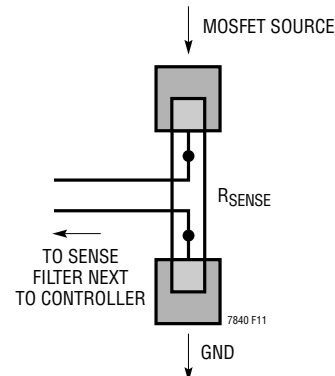 MOSFET SOURCE
RSENSE
TO SENSE
FILTER NEXT
TO CONTROLLER
7840 F11
GND